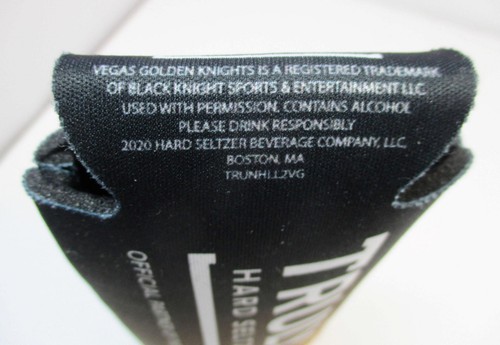 VEGAS GOLDEN KNIGHTS IS A REGISTERED TRADEMARK
OF BLACK KNIGHT SPORTS & ENTERTAINMENT LLC.
USED WITH PERMISSION. CONTAINS ALCOHOL
PLEASE DRINK RESPONSIBLY
2020 HARD SELTZER BEVERAGE COMPANY, LLC,
BOSTON, MA
TRUNHLL2VG
HARD
OFFICIAL